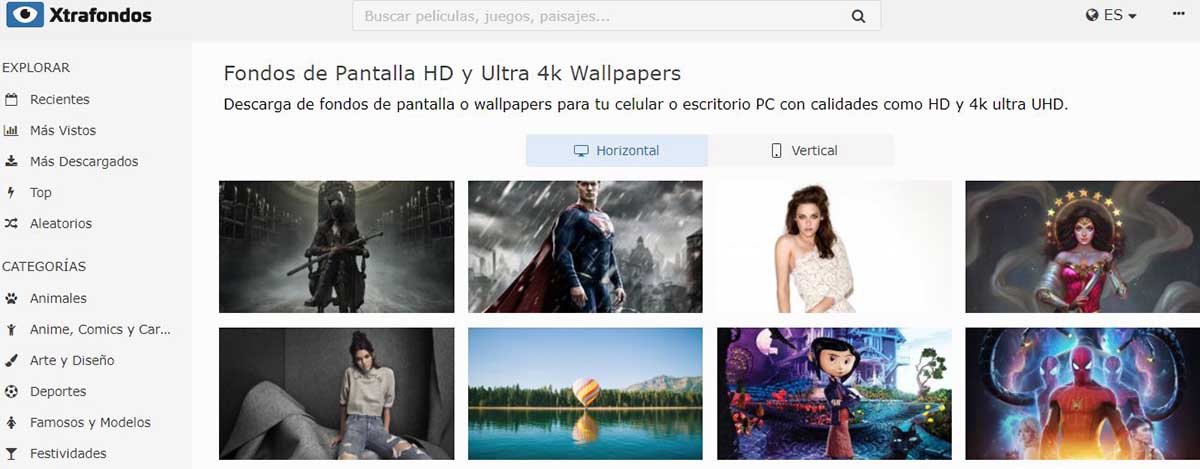 Xtrafondos
Buscar películas, juegos, paisajes...
ES
EXPLORAR
Recientes
Más Vistos
Más Descargados
Top
Aleatorios
CATEGORÍAS
Animales
Anime, Comics y Car...
Arte y Diseño
Deportes
Famosos y Modelos
Festividades
Fondos de Pantalla HD y Ultra 4k Wallpapers
Descarga de fondos de pantalla o wallpapers para tu celular o escritorio PC con calidades como HD y 4k ultra UHD.
Horizontal
Vertical